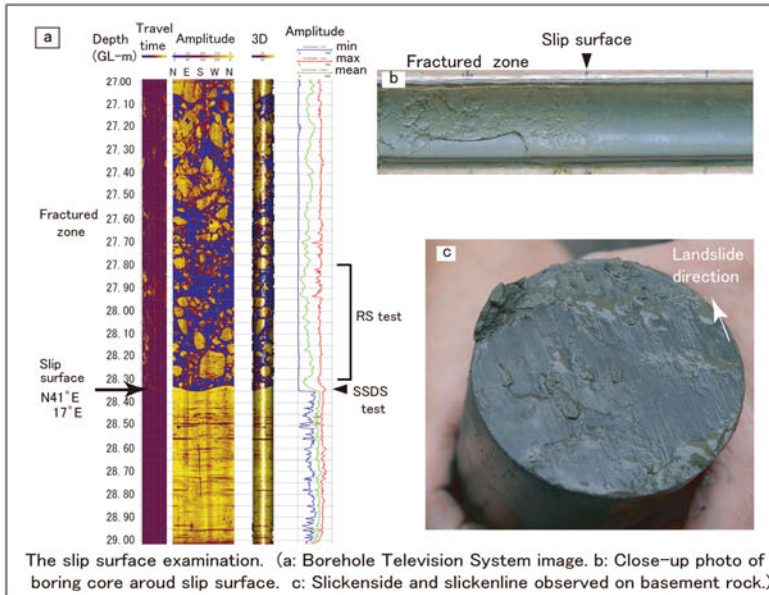 a
Depth
(GL-m)
Travel
time
Amplitude
3D
Amplitude
min
max
mean
N E S W N
27.00
27.10
27.20
27.30
27.40
27.50
27.60
27.70
27.80
27.90
28.00
28.10
28.20
28.30
28.40
28.50
28.60
28.70
28.80
28.90
29.00
Fractured
zone
Slip
surface
N41°E
17°E
RS test
SSDS
test
Slip surface
Fractured zone
b
c
Landslide
direction
The slip surface examination. (a: Borehole Television System image. b: Close-up photo of
boring core aroud slip surface. c: Slickenside and slickenline observed on basement rock.)